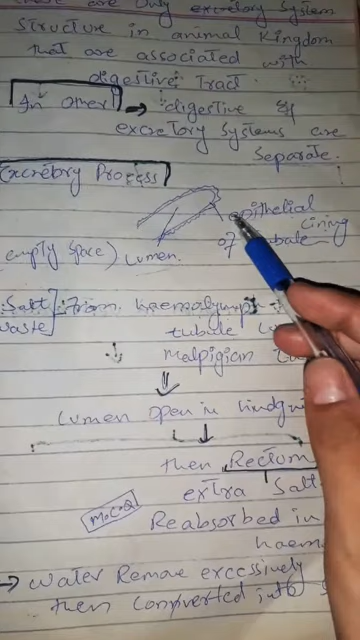 are only excretory system
structure in animal kingdom
that are associated with
digestive tract.
In other → digestive &
excretory systems are
separate.
Excretory Process
epithelial
lining
of tubule
empty space) Lumen.
Salt from haemolymph
waste
tubule
malpigian
Lumen open in hindgut
then Rectum
extra salt
MCQ
Reabsorbed in
→ water Remove excessively
then converted into